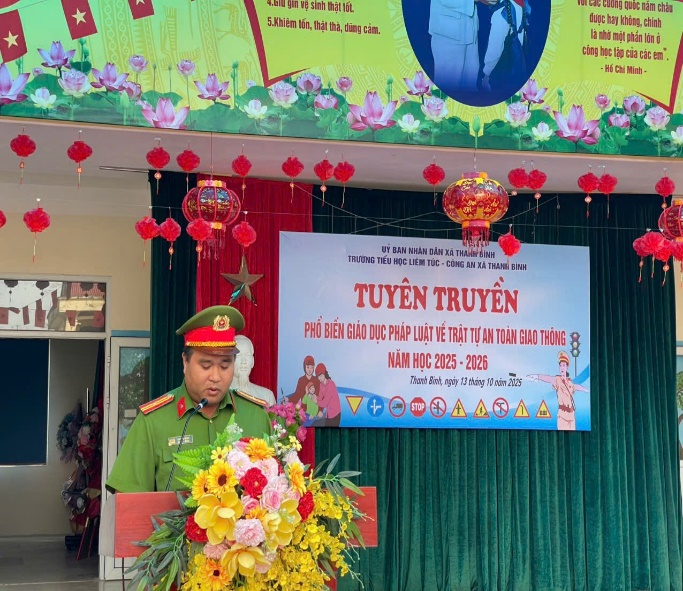 4.Giữ gìn vệ sinh thật tốt.
5.Khiêm tốn, thật thà, dũng cảm.
với các cường quốc năm châu
được hay không, chính
là nhờ một phần lớn ở
công học tập của các em".
- Hồ Chí Minh -
UỶ BAN NHÂN DÂN XÃ THANH BÌNH
TRƯỜNG TIỂU HỌC LIÊM TÚC - CÔNG AN XÃ THANH BÌNH
TUYÊN TRUYỀN
PHỔ BIẾN GIÁO DỤC PHÁP LUẬT VỀ TRẬT TỰ AN TOÀN GIAO THÔNG
NĂM HỌC 2025 - 2026
Thanh Bình, ngày 13 tháng 10 năm 2025
STOP